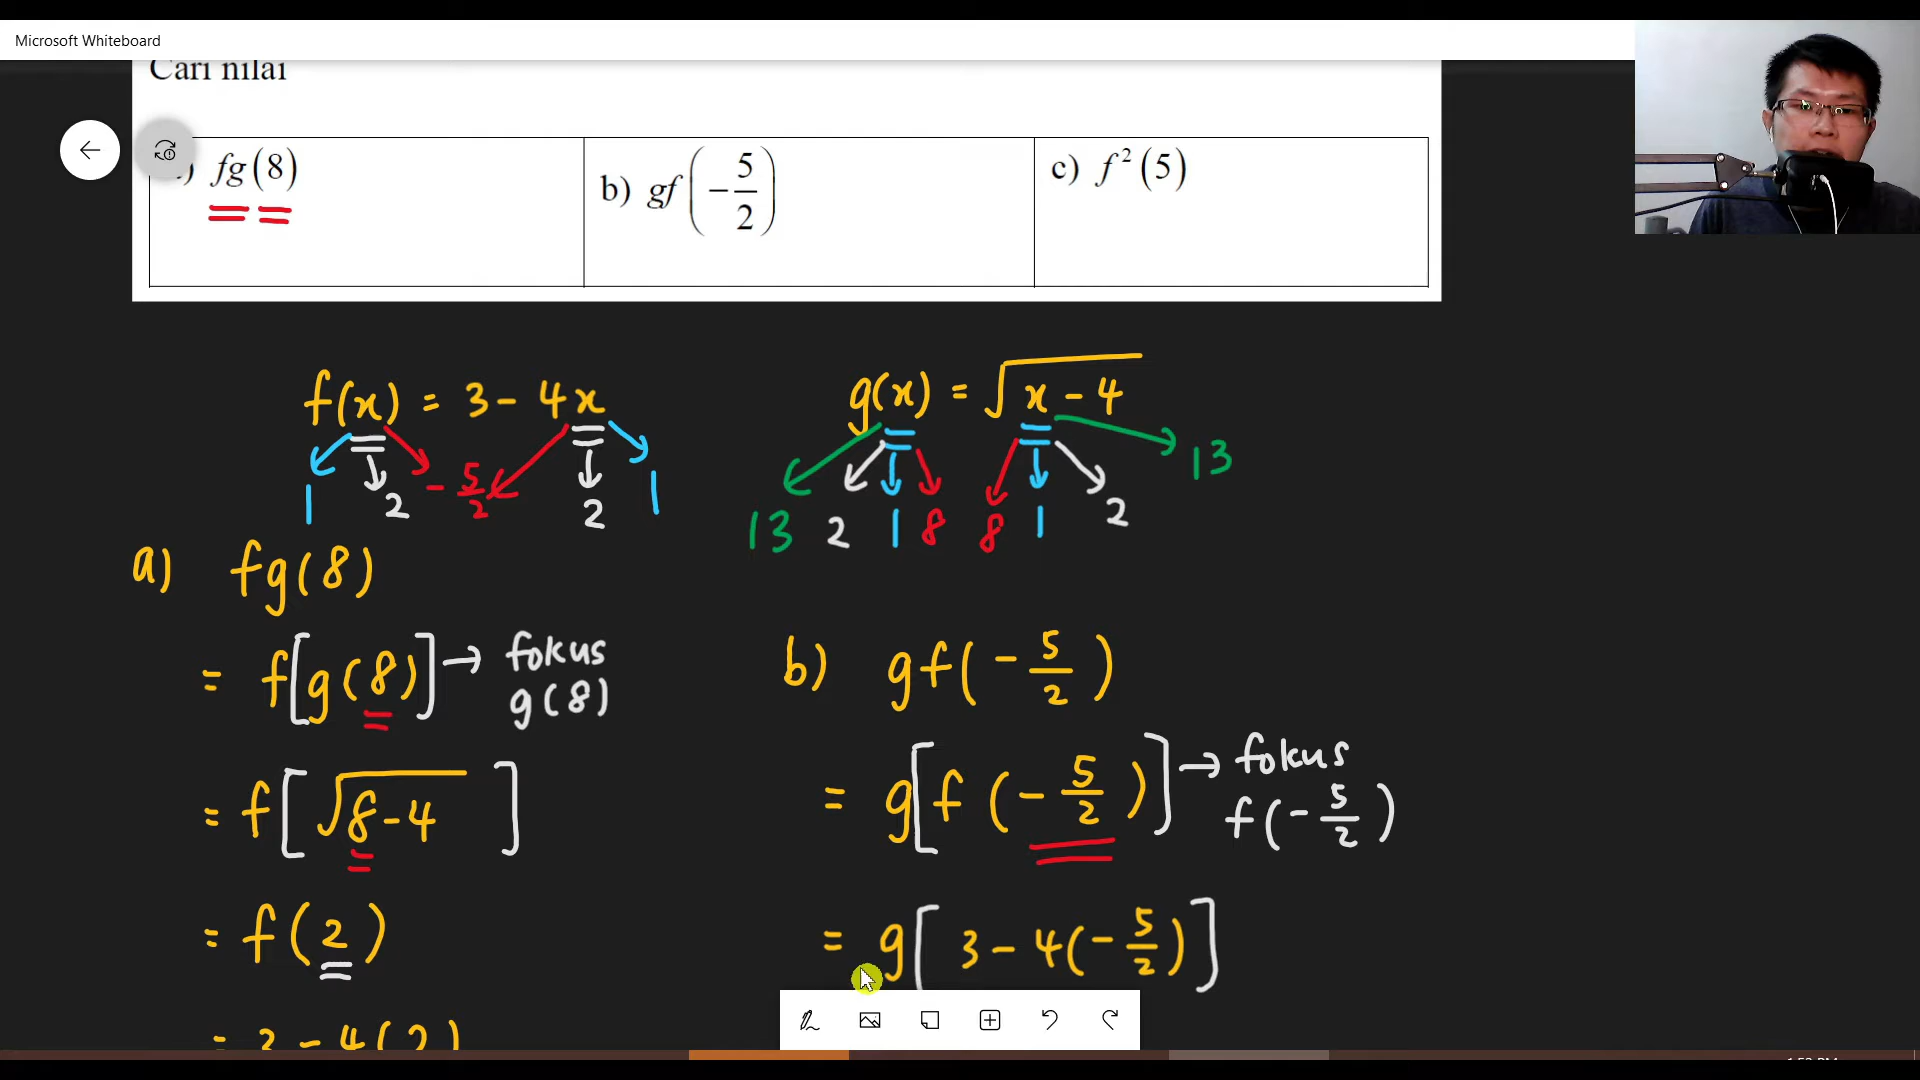 Microsoft Whiteboard
Cari nilai
) fg(8)
b) gf(-5/2)
c) f²(5)
f(x) = 3 - 4x
g(x) = √(x - 4)
1 2 -5/2 2 1
13 2 1 8 8 1 2 13
a) fg(8)
= f[g(8)] → fokus
g(8)
= f[√(8-4)]
= f(2)
= 3 - 4(2)
b) gf(-5/2)
= g[f(-5/2)] → fokus
f(-5/2)
= g[3 - 4(-5/2)]